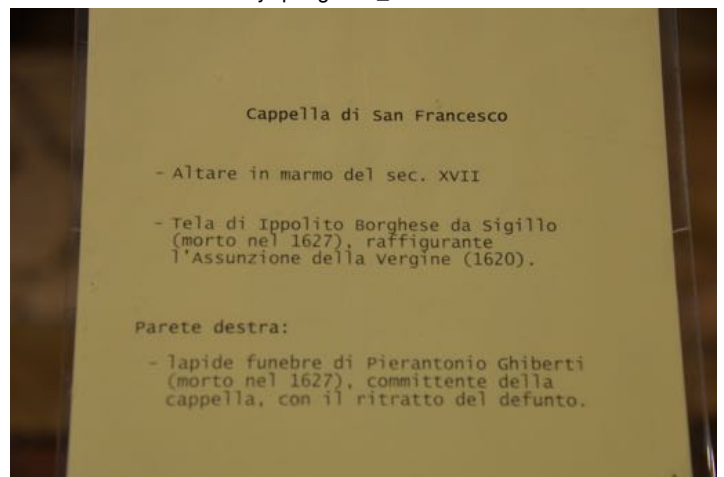 Cappella di San Francesco
- Altare in marmo del sec. XVII
- Tela di Ippolito Borghese da Sigillo
(morto nel 1627), raffigurante
l'Assunzione della Vergine (1620).
Parete destra:
- lapide funebre di Pierantonio Ghiberti
(morto nel 1627), committente della
cappella, con il ritratto del defunto.